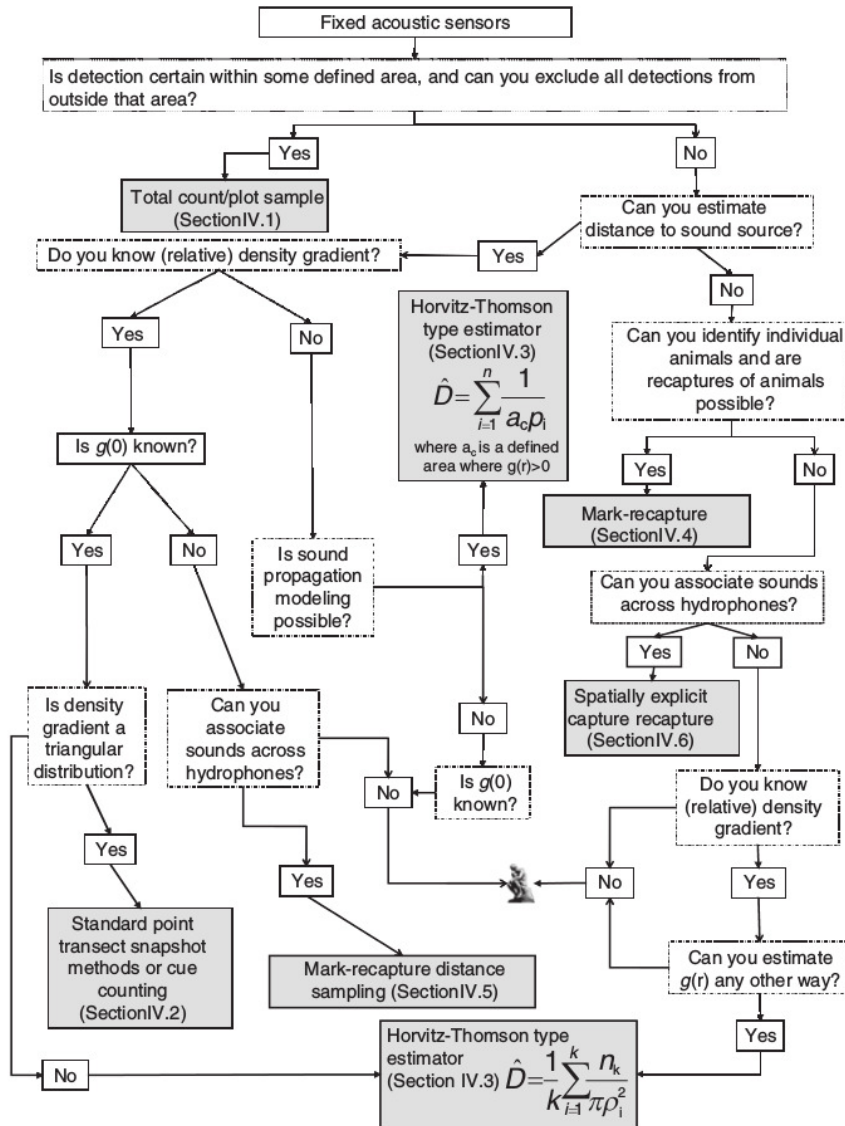 Fixed acoustic sensors
Is detection certain within some defined area, and can you exclude all detections from
outside that area?
Yes
No
Total count/plot sample
(SectionIV.1)
Can you estimate
distance to sound source?
Do you know (relative) density gradient?
Yes
No
Yes
No
Horvitz-Thomson
type estimator
(SectionIV.3)
D̂ = ∑_{i=1}^{n} 1/(a_c p_i)
where a_c is a defined
area where g(r)>0
Can you identify individual
animals and are
recaptures of animals
possible?
Is g(0) known?
Yes
No
Mark-recapture
(SectionIV.4)
Yes
No
Is sound
propagation
modeling
possible?
Yes
Can you associate sounds
across hydrophones?
Yes
No
Spatially explicit
capture recapture
(SectionIV.6)
Is density
gradient a
triangular
distribution?
Can you
associate
sounds across
hydrophones?
No
Is g(0)
known?
No
Do you know
(relative) density
gradient?
Yes
Yes
No
Yes
Standard point
transect snapshot
methods or cue
counting
(SectionIV.2)
Mark-recapture distance
sampling (SectionIV.5)
Can you estimate
g(r) any other way?
Yes
No
Horvitz-Thomson type
estimator
(Section IV.3) D̂ = 1/k ∑_{i=1}^{k} n_k/(πρ_i^2)